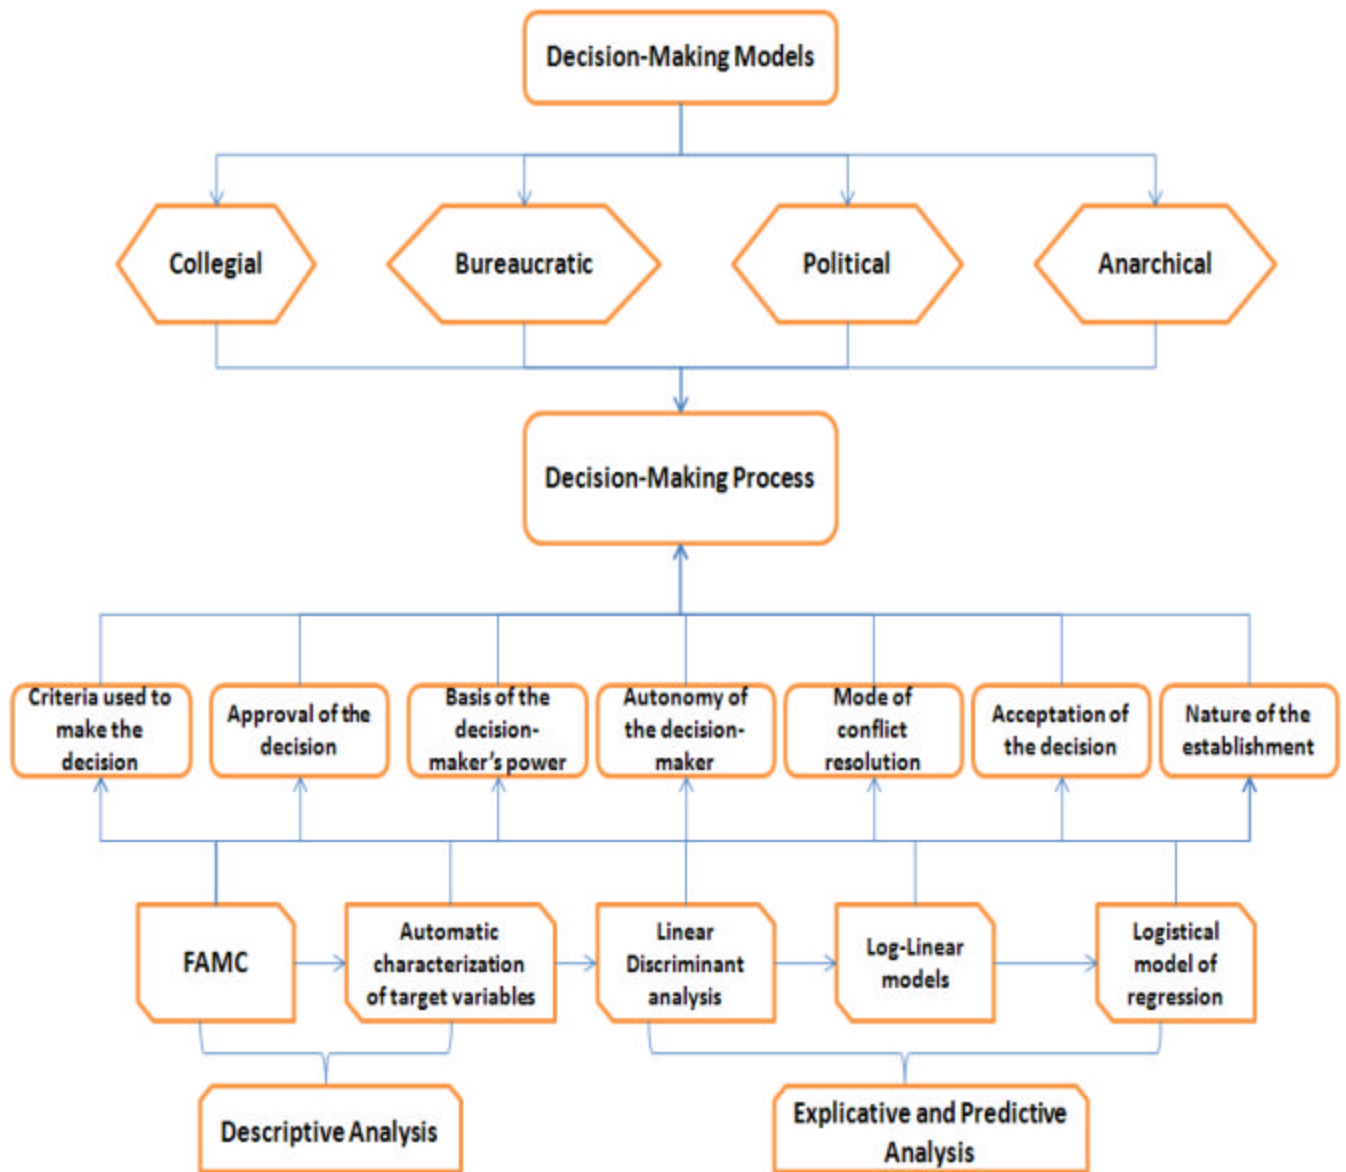 Decision-Making Models
Collegial
Bureaucratic
Political
Anarchical
Decision-Making Process
Criteria used to
make the
decision
Approval of the
decision
Basis of the
decision-
maker's power
Autonomy of
the decision-
maker
Mode of
conflict
resolution
Acceptation of
the decision
Nature of the
establishment
FAMC
Automatic
characterization
of target variables
Linear
Discriminant
analysis
Log-Linear
models
Logistical
model of
regression
Descriptive Analysis
Explicative and Predictive
Analysis